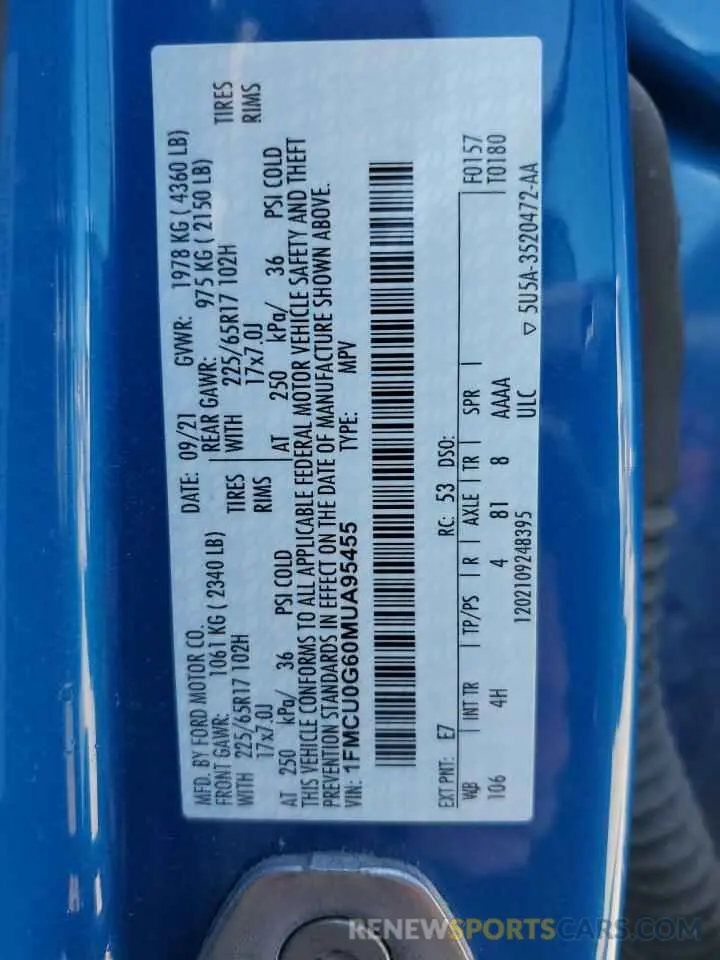 MFD. BY FORD MOTOR CO.
DATE: 09/21 GVWR: 1978 KG ( 4360 LB)
FRONT GAWR: 1061 KG ( 2340 LB) REAR GAWR: 975 KG ( 2150 LB)
WITH 225/65R17 102H TIRES WITH 225/65R17 102H TIRES
17x7.0J RIMS 17x7.0J RIMS
AT 250 kPa/ 36 PSI COLD AT 250 kPa/ 36 PSI COLD
THIS VEHICLE CONFORMS TO ALL APPLICABLE FEDERAL MOTOR VEHICLE SAFETY AND THEFT
PREVENTION STANDARDS IN EFFECT ON THE DATE OF MANUFACTURE SHOWN ABOVE.
VIN: 1FMCU0G60MUA95455 TYPE: MPV
EXT PNT: E7 RC: 53 DSO: F0157
WB INT TR TP/PS R AXLE TR SPR T0180
106 4H 4 81 8 AAAA
1202109248395 ULC ▽ 5U5A-3520472-AA
RENEWSPORTSCARS.COM